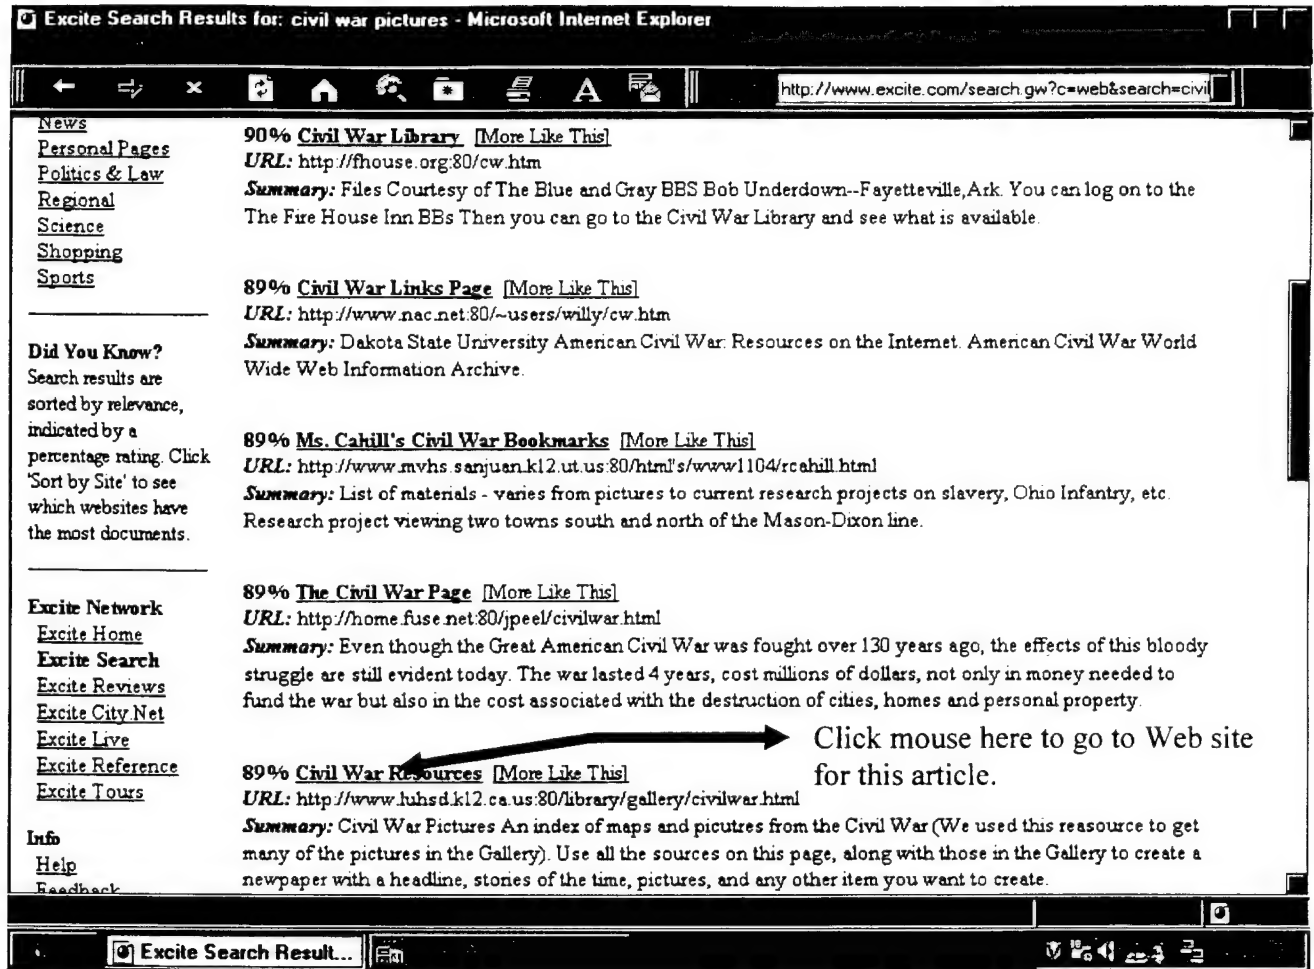 Excite Search Results for: civil war pictures - Microsoft Internet Explorer
http://www.excite.com/search.gw?c=web&search=civil
News
Personal Pages
Politics & Law
Regional
Science
Shopping
Sports
Did You Know?
Search results are
sorted by relevance,
indicated by a
percentage rating. Click
'Sort by Site' to see
which websites have
the most documents.
Excite Network
Excite Home
Excite Search
Excite Reviews
Excite City.Net
Excite Live
Excite Reference
Excite Tours
Info
Help
Feedback
90% Civil War Library [More Like This]
URL: http://fhouse.org:80/cw.htm
Summary: Files Courtesy of The Blue and Gray BBS Bob Underdown--Fayetteville,Ark. You can log on to the
The Fire House Inn BBs Then you can go to the Civil War Library and see what is available.
89% Civil War Links Page [More Like This]
URL: http://www.nac.net:80/~users/willy/cw.htm
Summary: Dakota State University American Civil War: Resources on the Internet. American Civil War World
Wide Web Information Archive.
89% Ms. Cahill's Civil War Bookmarks [More Like This]
URL: http://www.mvhs.sanjuan.k12.ut.us:80/html's/www1104/rcahill.html
Summary: List of materials - varies from pictures to current research projects on slavery, Ohio Infantry, etc.
Research project viewing two towns south and north of the Mason-Dixon line.
89% The Civil War Page [More Like This]
URL: http://home.fuse.net:80/jpeel/civilwar.html
Summary: Even though the Great American Civil War was fought over 130 years ago, the effects of this bloody
struggle are still evident today. The war lasted 4 years, cost millions of dollars, not only in money needed to
fund the war but also in the cost associated with the destruction of cities, homes and personal property.
Click mouse here to go to Web site
for this article.
89% Civil War Resources [More Like This]
URL: http://www.luhsd.k12.ca.us:80/library/gallery/civilwar.html
Summary: Civil War Pictures An index of maps and picutres from the Civil War (We used this reasource to get
many of the pictures in the Gallery). Use all the sources on this page, along with those in the Gallery to create a
newpaper with a headline, stories of the time, pictures, and any other item you want to create.
Excite Search Result...